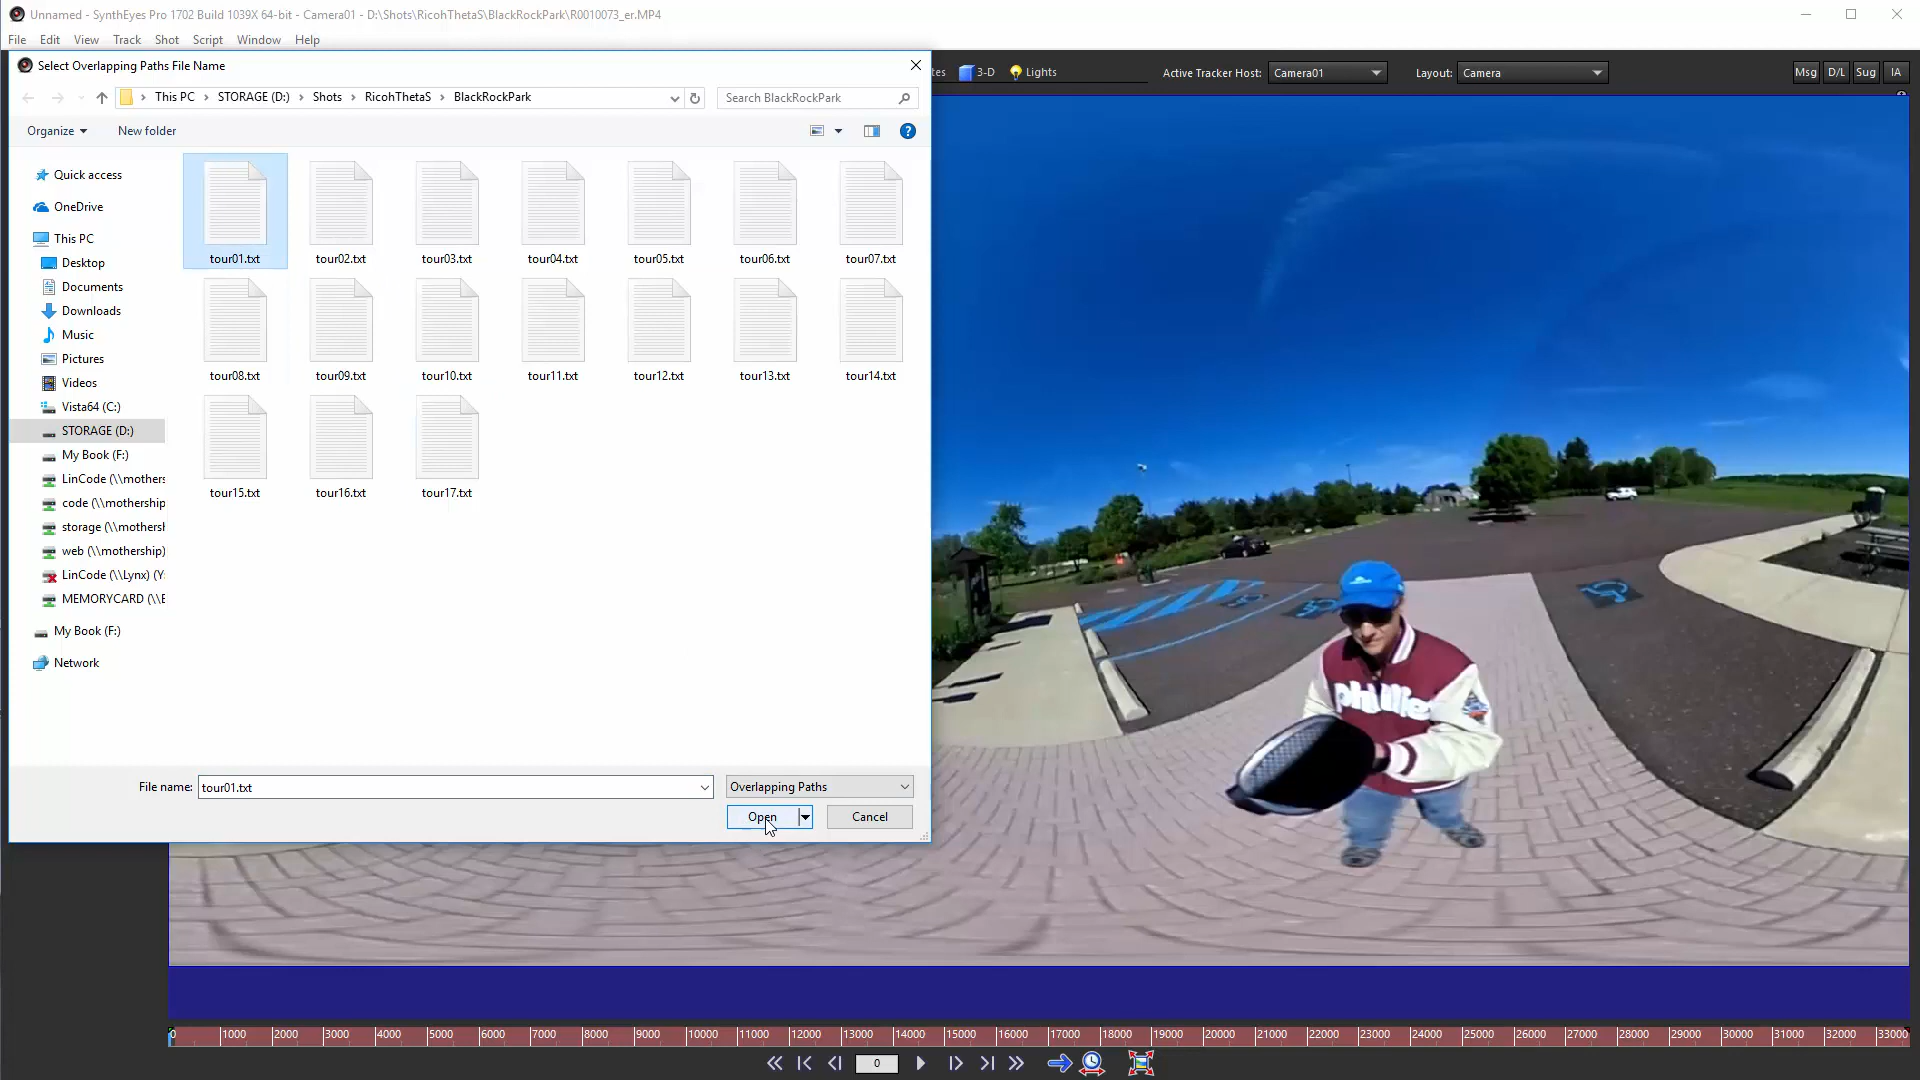 Unnamed - SynthEyes Pro 1702 Build 1039X 64-bit - Camera01 - D:\Shots\RicohThetaS\BlackRockPark\R0010073_er.MP4
File Edit View Track Shot Script Window Help
Select Overlapping Paths File Name
tes 3-D Lights Active Tracker Host: Camera01 Layout: Camera Msg D/L Sug IA
This PC > STORAGE (D:) > Shots > RicohThetaS > BlackRockPark Search BlackRockPark
Organize New folder
Quick access
OneDrive
This PC
Desktop
Documents
Downloads
Music
Pictures
Videos
Vista64 (C:)
STORAGE (D:)
My Book (F:)
LinCode (\\mothers
code (\\mothership
storage (\\mothersh
web (\\mothership)
LinCode (\\Lynx) (Y:
MEMORYCARD (\\E
My Book (F:)
Network
tour01.txt tour02.txt tour03.txt tour04.txt tour05.txt tour06.txt tour07.txt
tour08.txt tour09.txt tour10.txt tour11.txt tour12.txt tour13.txt tour14.txt
tour15.txt tour16.txt tour17.txt
File name: tour01.txt Overlapping Paths
Open Cancel
phillie
0 1000 2000 3000 4000 5000 6000 7000 8000 9000 10000 11000 12000 13000 14000 15000 16000 17000 18000 19000 20000 21000 22000 23000 24000 25000 26000 27000 28000 29000 30000 31000 32000 33000
0